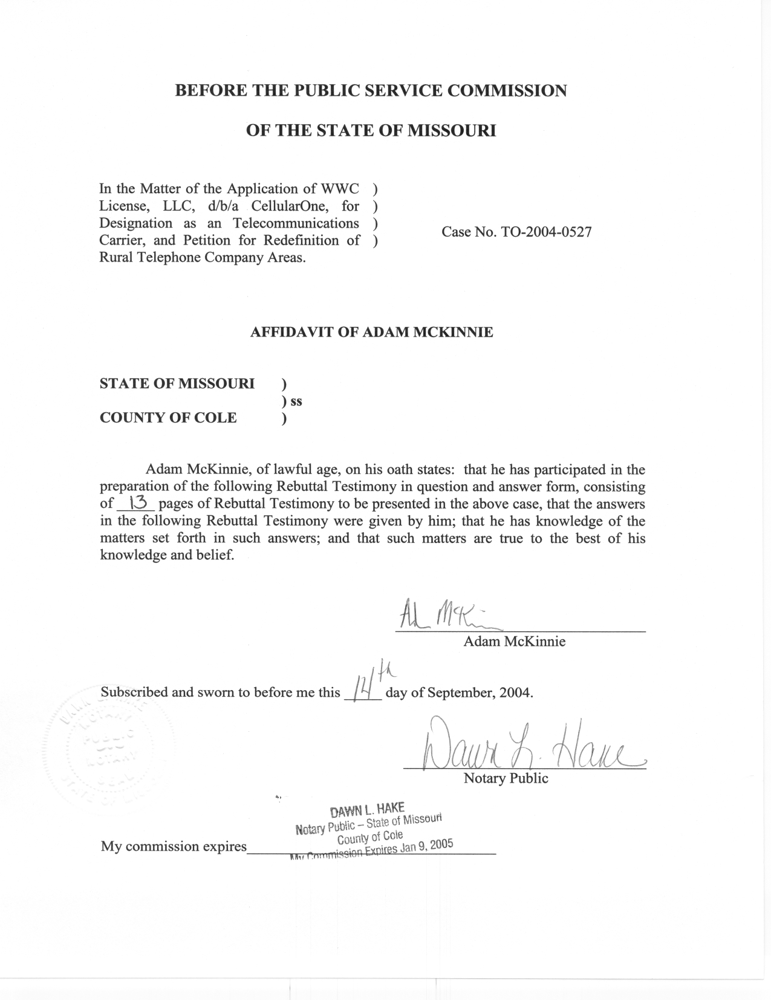 BEFORE THE PUBLIC SERVICE COMMISSION
OF THE STATE OF MISSOURI
In the Matter of the Application of WWC )
License, LLC, d/b/a CellularOne, for )
Designation as an Telecommunications )
Carrier, and Petition for Redefinition of )
Rural Telephone Company Areas.
Case No. TO-2004-0527
AFFIDAVIT OF ADAM MCKINNIE
STATE OF MISSOURI )
) ss
COUNTY OF COLE )
Adam McKinnie, of lawful age, on his oath states: that he has participated in the
preparation of the following Rebuttal Testimony in question and answer form, consisting
of 13 pages of Rebuttal Testimony to be presented in the above case, that the answers
in the following Rebuttal Testimony were given by him; that he has knowledge of the
matters set forth in such answers; and that such matters are true to the best of his
knowledge and belief.
Adam McKinnie
Subscribed and sworn to before me this 14th day of September, 2004.
Dawn L. Hake
Notary Public
NOTARY
PUBLIC
NOTARY
SEAL
DAWN L. HAKE
Notary Public – State of Missouri
County of Cole
My Commission Expires Jan 9, 2005
My commission expires